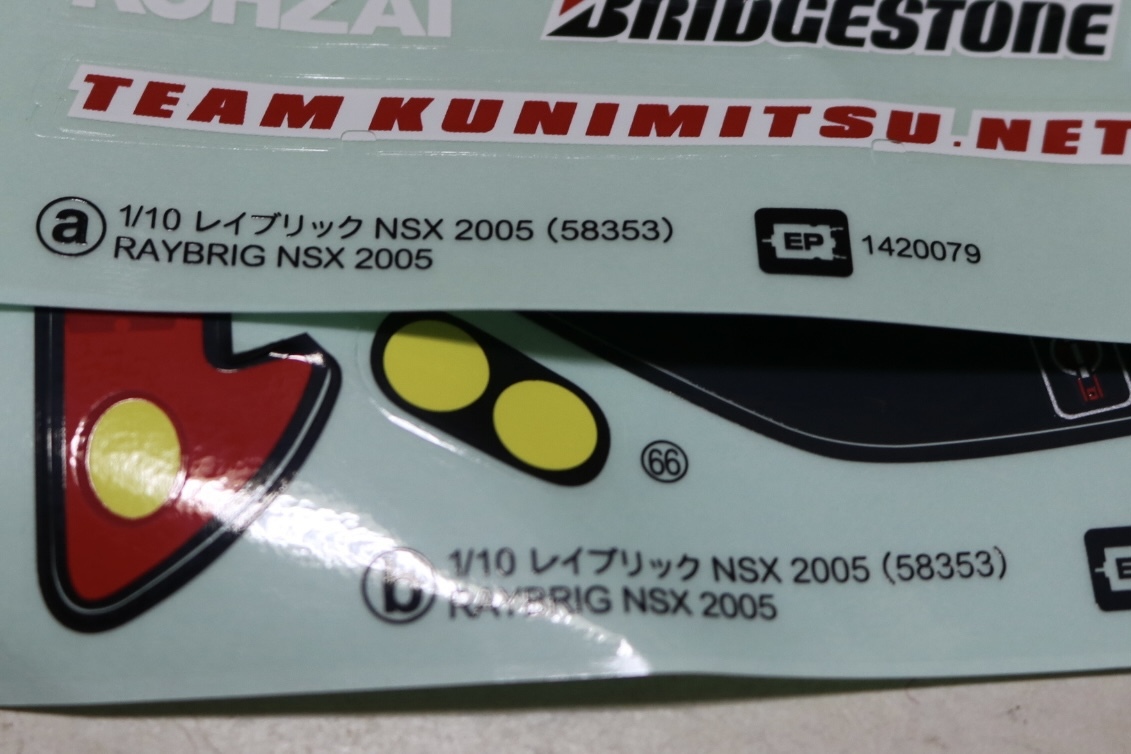 BRIDGESTONE
TEAM KUNIMITSU.NET
a 1/10 レイブリック NSX 2005 (58353)
RAYBRIG NSX 2005
EP 1420079
66
b 1/10 レイブリック NSX 2005 (58353)
RAYBRIG NSX 2005